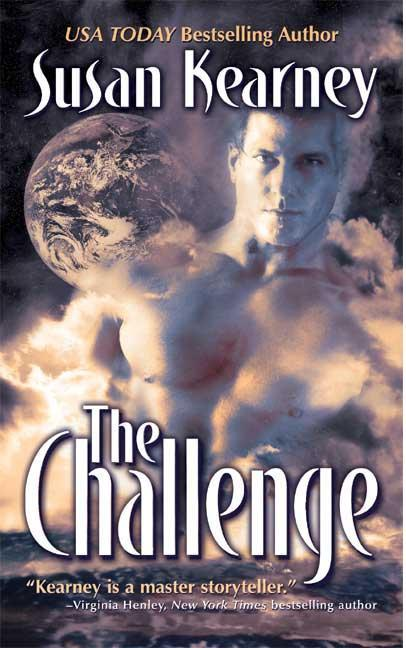 USA TODAY Bestselling Author
Susan Kearney
The
Challenge
“Kearney is a master storyteller.”
–Virginia Henley, New York Times bestselling author